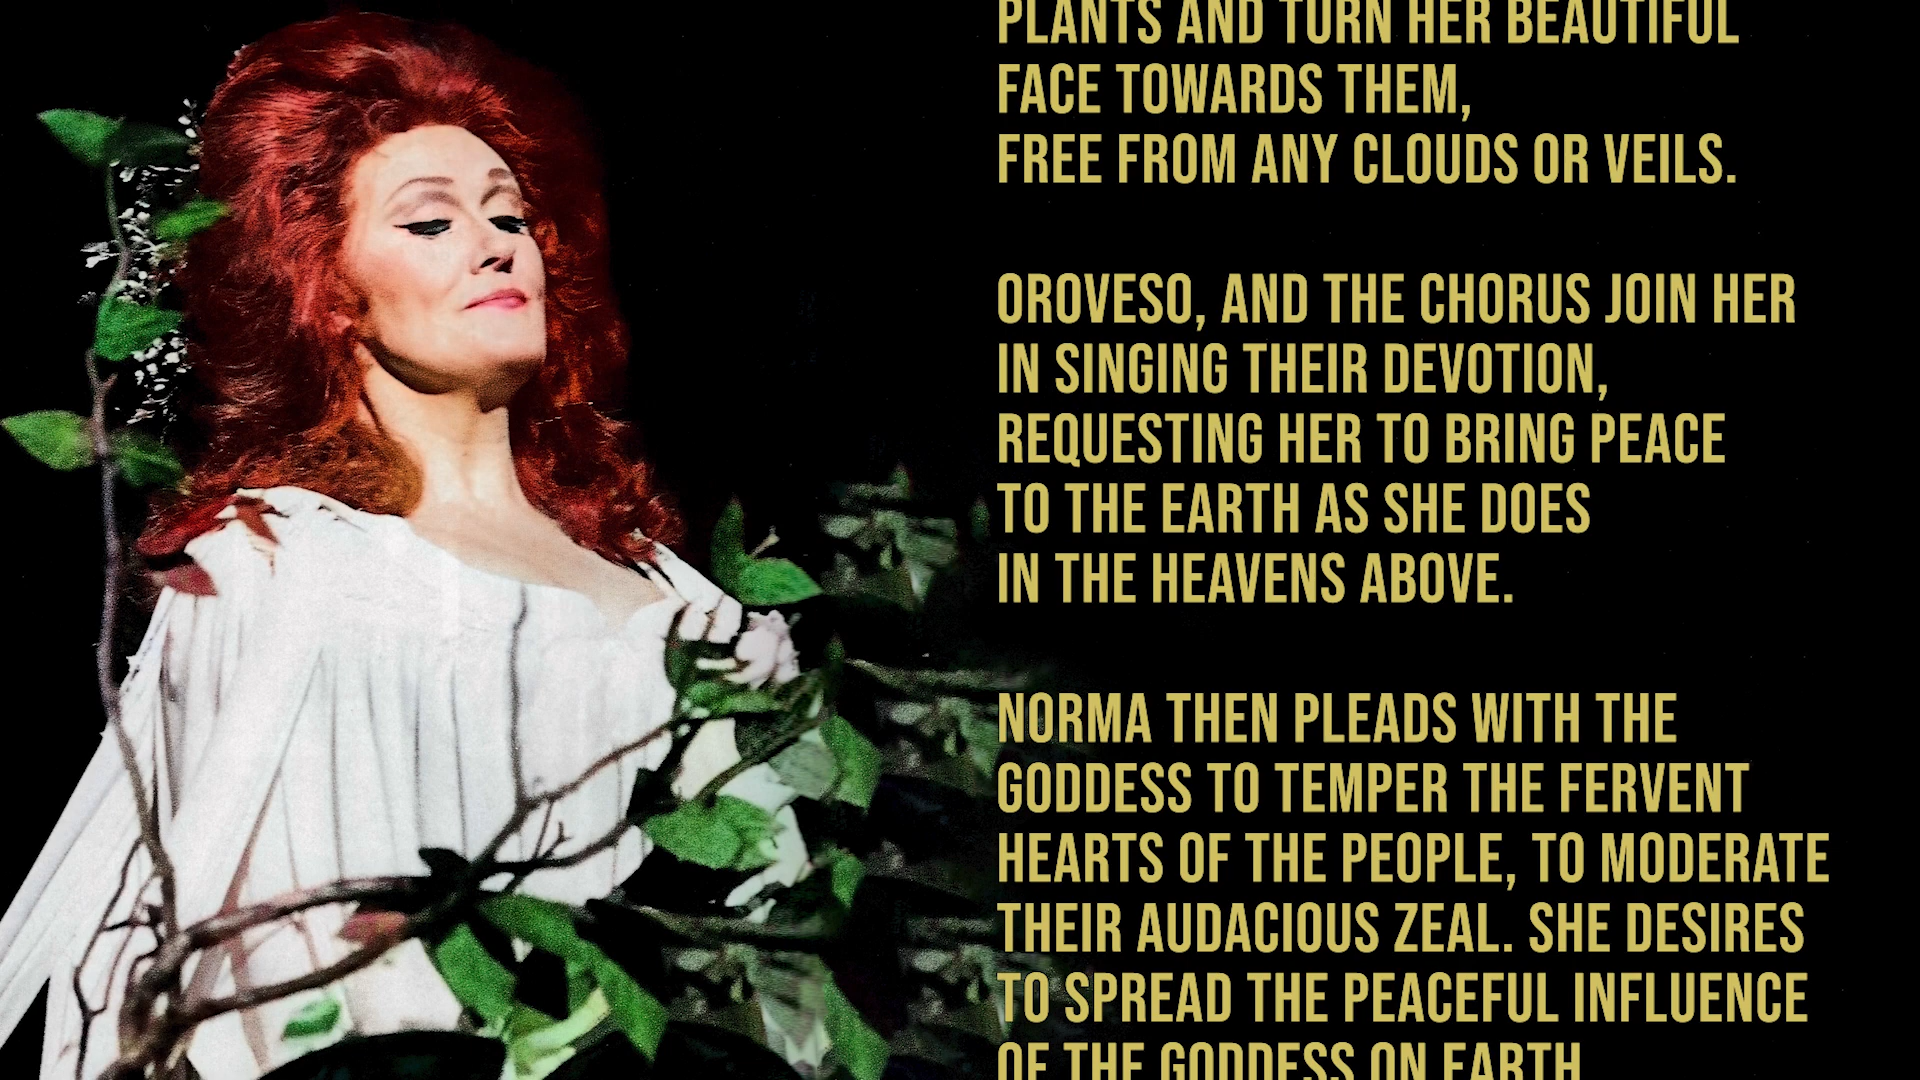 PLANTS AND TURN HER BEAUTIFUL
FACE TOWARDS THEM,
FREE FROM ANY CLOUDS OR VEILS.
OROVESO, AND THE CHORUS JOIN HER
IN SINGING THEIR DEVOTION,
REQUESTING HER TO BRING PEACE
TO THE EARTH AS SHE DOES
IN THE HEAVENS ABOVE.
NORMA THEN PLEADS WITH THE
GODDESS TO TEMPER THE FERVENT
HEARTS OF THE PEOPLE, TO MODERATE
THEIR AUDACIOUS ZEAL. SHE DESIRES
TO SPREAD THE PEACEFUL INFLUENCE
OF THE GODDESS ON EARTH